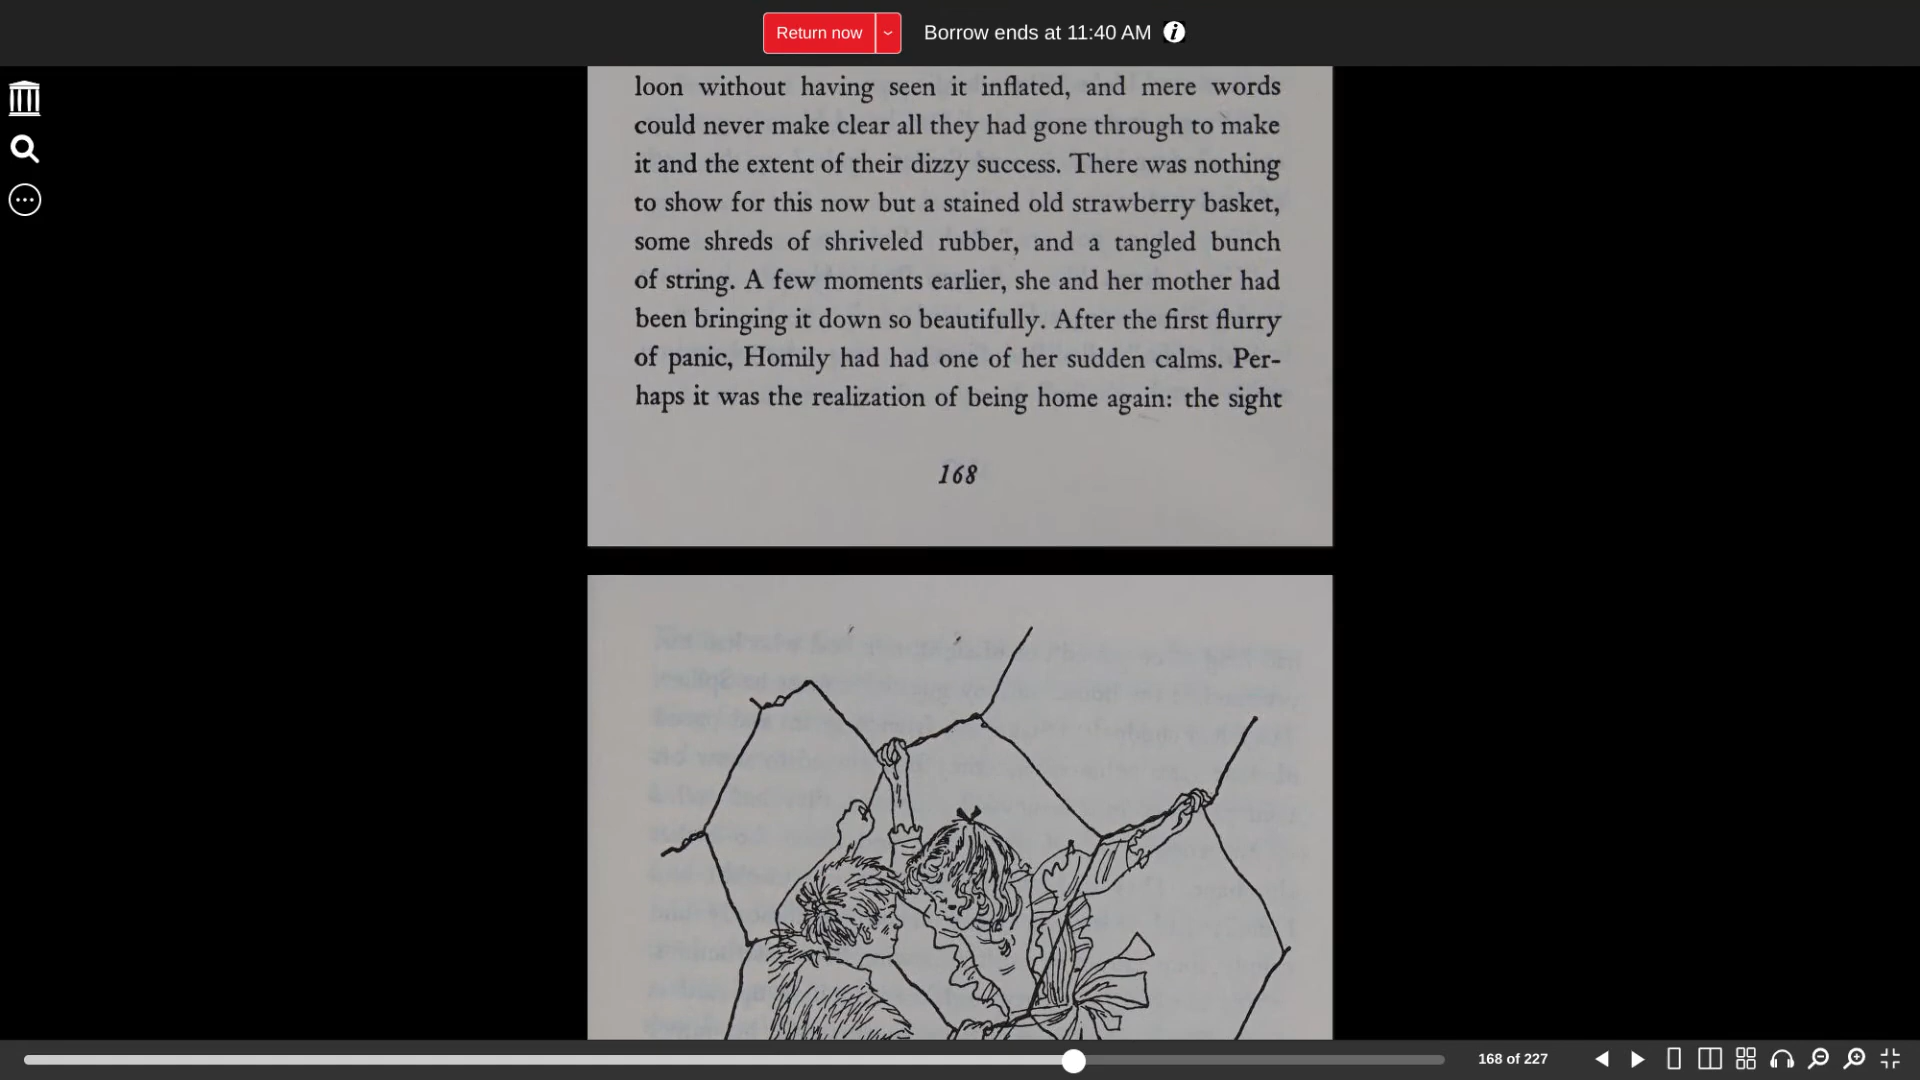 Return now
Borrow ends at 11:40 AM
loon without having seen it inflated, and mere words
could never make clear all they had gone through to make
it and the extent of their dizzy success. There was nothing
to show for this now but a stained old strawberry basket,
some shreds of shriveled rubber, and a tangled bunch
of string. A few moments earlier, she and her mother had
been bringing it down so beautifully. After the first flurry
of panic, Homily had had one of her sudden calms. Per-
haps it was the realization of being home again: the sight
168
168 of 227